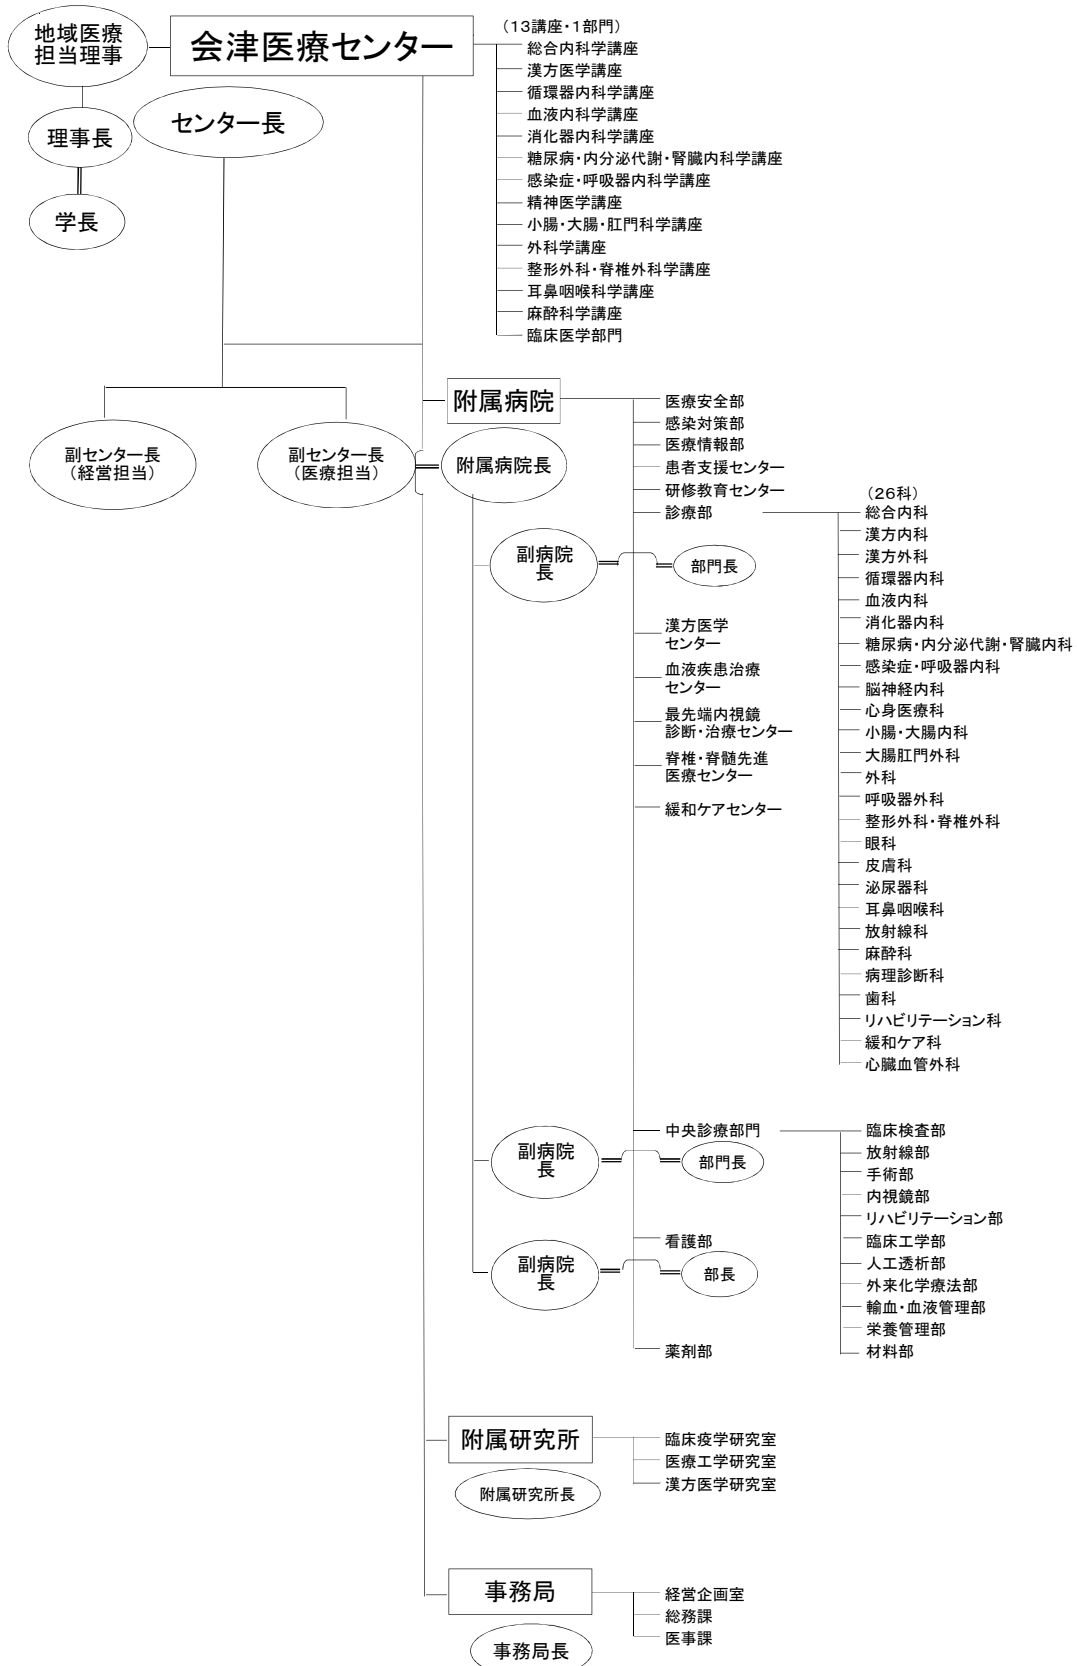 地域医療
担当理事
会津医療センター
センター長
理事長
学長
（13講座・1部門）
総合内科学講座
漢方医学講座
循環器内科学講座
血液内科学講座
消化器内科学講座
糖尿病・内分泌代謝・腎臓内科学講座
感染症・呼吸器内科学講座
精神医学講座
小腸・大腸・肛門科学講座
外科学講座
整形外科・脊椎外科学講座
耳鼻咽喉科学講座
麻酔科学講座
臨床医学部門
副センター長
（経営担当）
副センター長
（医療担当）
附属病院
附属病院長
医療安全部
感染対策部
医療情報部
患者支援センター
研修教育センター
診療部
副病院
長
部門長
漢方医学
センター
血液疾患治療
センター
最先端内視鏡
診断・治療センター
脊椎・脊髄先進
医療センター
緩和ケアセンター
（26科）
総合内科
漢方内科
漢方外科
循環器内科
血液内科
消化器内科
糖尿病・内分泌代謝・腎臓内科
感染症・呼吸器内科
脳神経内科
心身医療科
小腸・大腸内科
大腸肛門外科
外科
呼吸器外科
整形外科・脊椎外科
眼科
皮膚科
泌尿器科
耳鼻咽喉科
放射線科
麻酔科
病理診断科
歯科
リハビリテーション科
緩和ケア科
心臓血管外科
中央診療部門
副病院
長
部門長
看護部
副病院
長
部長
薬剤部
臨床検査部
放射線部
手術部
内視鏡部
リハビリテーション部
臨床工学部
人工透析部
外来化学療法部
輸血・血液管理部
栄養管理部
材料部
附属研究所
附属研究所長
臨床疫学研究室
医療工学研究室
漢方医学研究室
事務局
事務局長
経営企画室
総務課
医事課